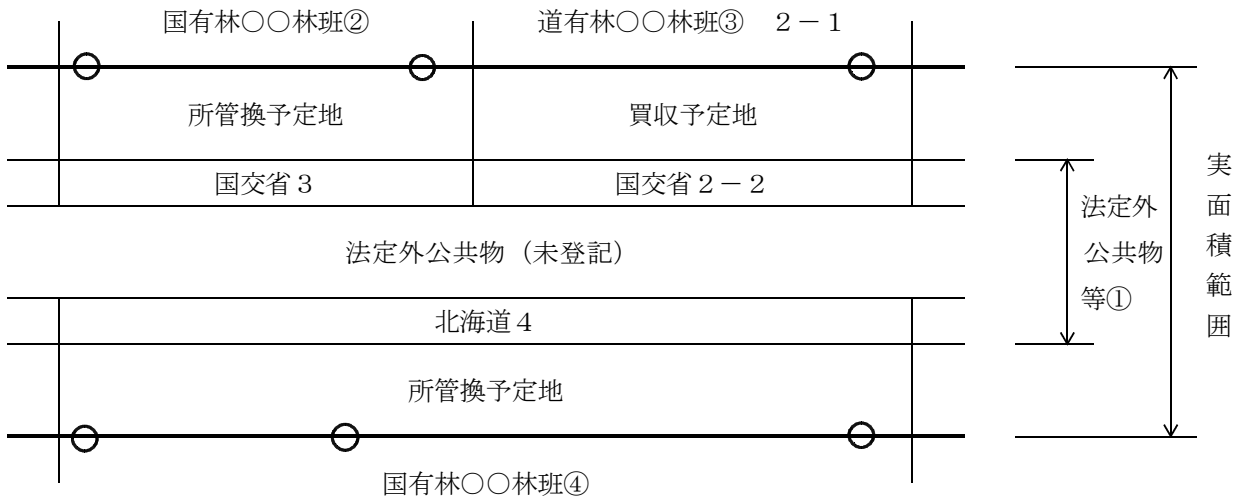 国有林○○林班②
道有林○○林班③　２－１
所管換予定地
買収予定地
国交省３
国交省２－２
法定外公共物（未登記）
北海道４
所管換予定地
国有林○○林班④
法定外
公共物
等①
実面積範囲